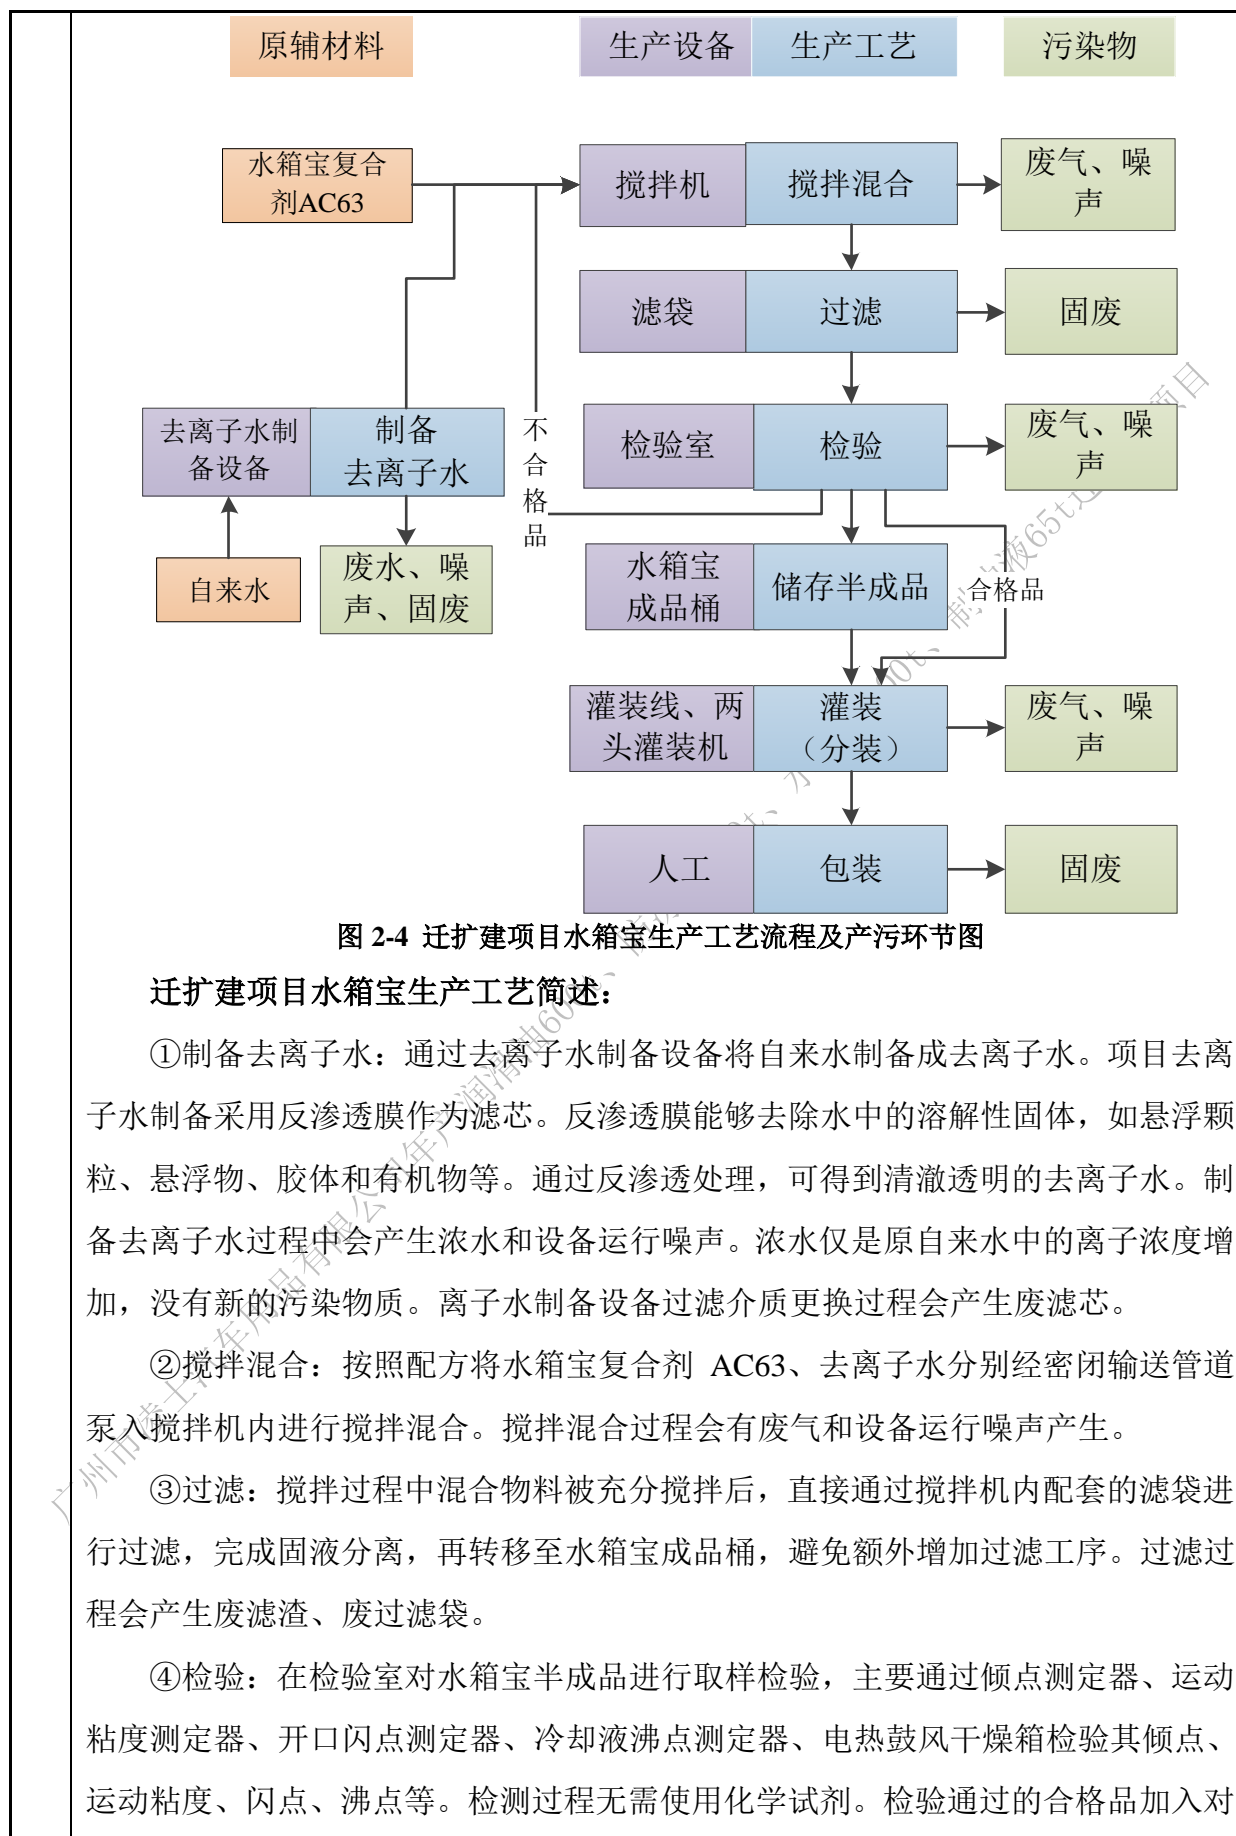 原辅材料
生产设备
生产工艺
污染物
水箱宝复合
剂AC63
搅拌机
搅拌混合
废气、噪
声
滤袋
过滤
固废
去离子水制
备设备
制备
去离子水
不
合
格
品
检验室
检验
废气、噪
声
自来水
废水、噪
声、固废
水箱宝
成品桶
储存半成品
合格品
灌装线、两
头灌装机
灌装
（分装）
废气、噪
声
人工
包装
固废
图 2-4 迁扩建项目水箱宝生产工艺流程及产污环节图
迁扩建项目水箱宝生产工艺简述：
①制备去离子水：通过去离子水制备设备将自来水制备成去离子水。项目去离
子水制备采用反渗透膜作为滤芯。反渗透膜能够去除水中的溶解性固体，如悬浮颗
粒、悬浮物、胶体和有机物等。通过反渗透处理，可得到清澈透明的去离子水。制
备去离子水过程中会产生浓水和设备运行噪声。浓水仅是原自来水中的离子浓度增
加，没有新的污染物质。离子水制备设备过滤介质更换过程会产生废滤芯。
②搅拌混合：按照配方将水箱宝复合剂 AC63、去离子水分别经密闭输送管道
泵入搅拌机内进行搅拌混合。搅拌混合过程会有废气和设备运行噪声产生。
③过滤：搅拌过程中混合物料被充分搅拌后，直接通过搅拌机内配套的滤袋进
行过滤，完成固液分离，再转移至水箱宝成品桶，避免额外增加过滤工序。过滤过
程会产生废滤渣、废过滤袋。
④检验：在检验室对水箱宝半成品进行取样检验，主要通过倾点测定器、运动
粘度测定器、开口闪点测定器、冷却液沸点测定器、电热鼓风干燥箱检验其倾点、
运动粘度、闪点、沸点等。检测过程无需使用化学试剂。检验通过的合格品加入对